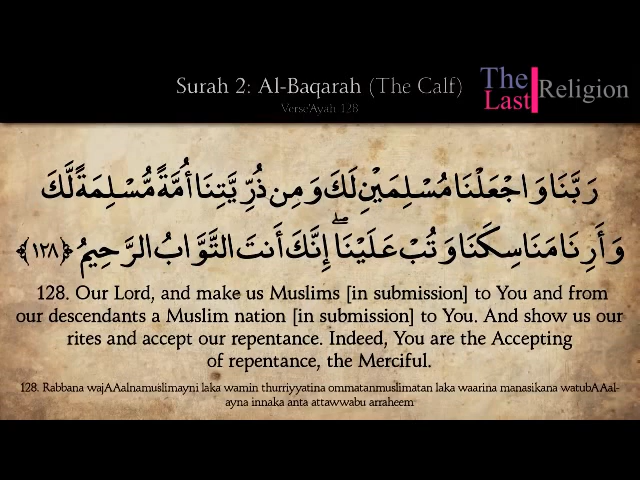 Surah 2: Al-Baqarah (The Calf)
Verse'Ayah 128
The
Last
Religion
رَبَّنَا وَاجْعَلْنَا مُسْلِمَيْنِ لَكَ وَمِن ذُرِّيَّتِنَا أُمَّةً مُّسْلِمَةً لَّكَ
وَأَرِنَا مَنَاسِكَنَا وَتُبْ عَلَيْنَا ۖ إِنَّكَ أَنتَ التَّوَّابُ الرَّحِيمُ ﴿١٢٨﴾
128. Our Lord, and make us Muslims [in submission] to You and from
our descendants a Muslim nation [in submission] to You. And show us our
rites and accept our repentance. Indeed, You are the Accepting
of repentance, the Merciful.
128. Rabbana wajAAalnamuslimayni laka wamin thurriyyatina ommatanmuslimatan laka waarina manasikana watubAAal-
ayna innaka anta attawwabu arraheem